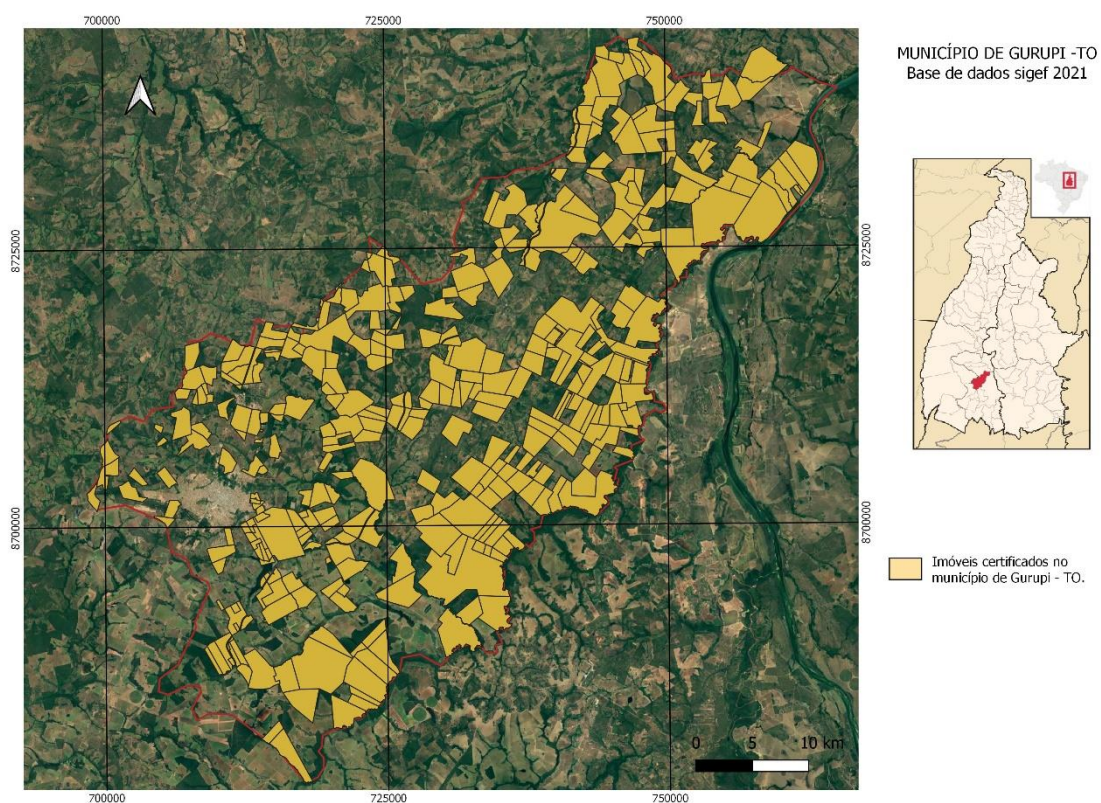 700000
725000
750000
MUNICÍPIO DE GURUPI -TO
Base de dados sigef 2021
8725000
8725000
8700000
8700000
Imóveis certificados no
município de Gurupi - TO.
0 5 10 km
700000
725000
750000